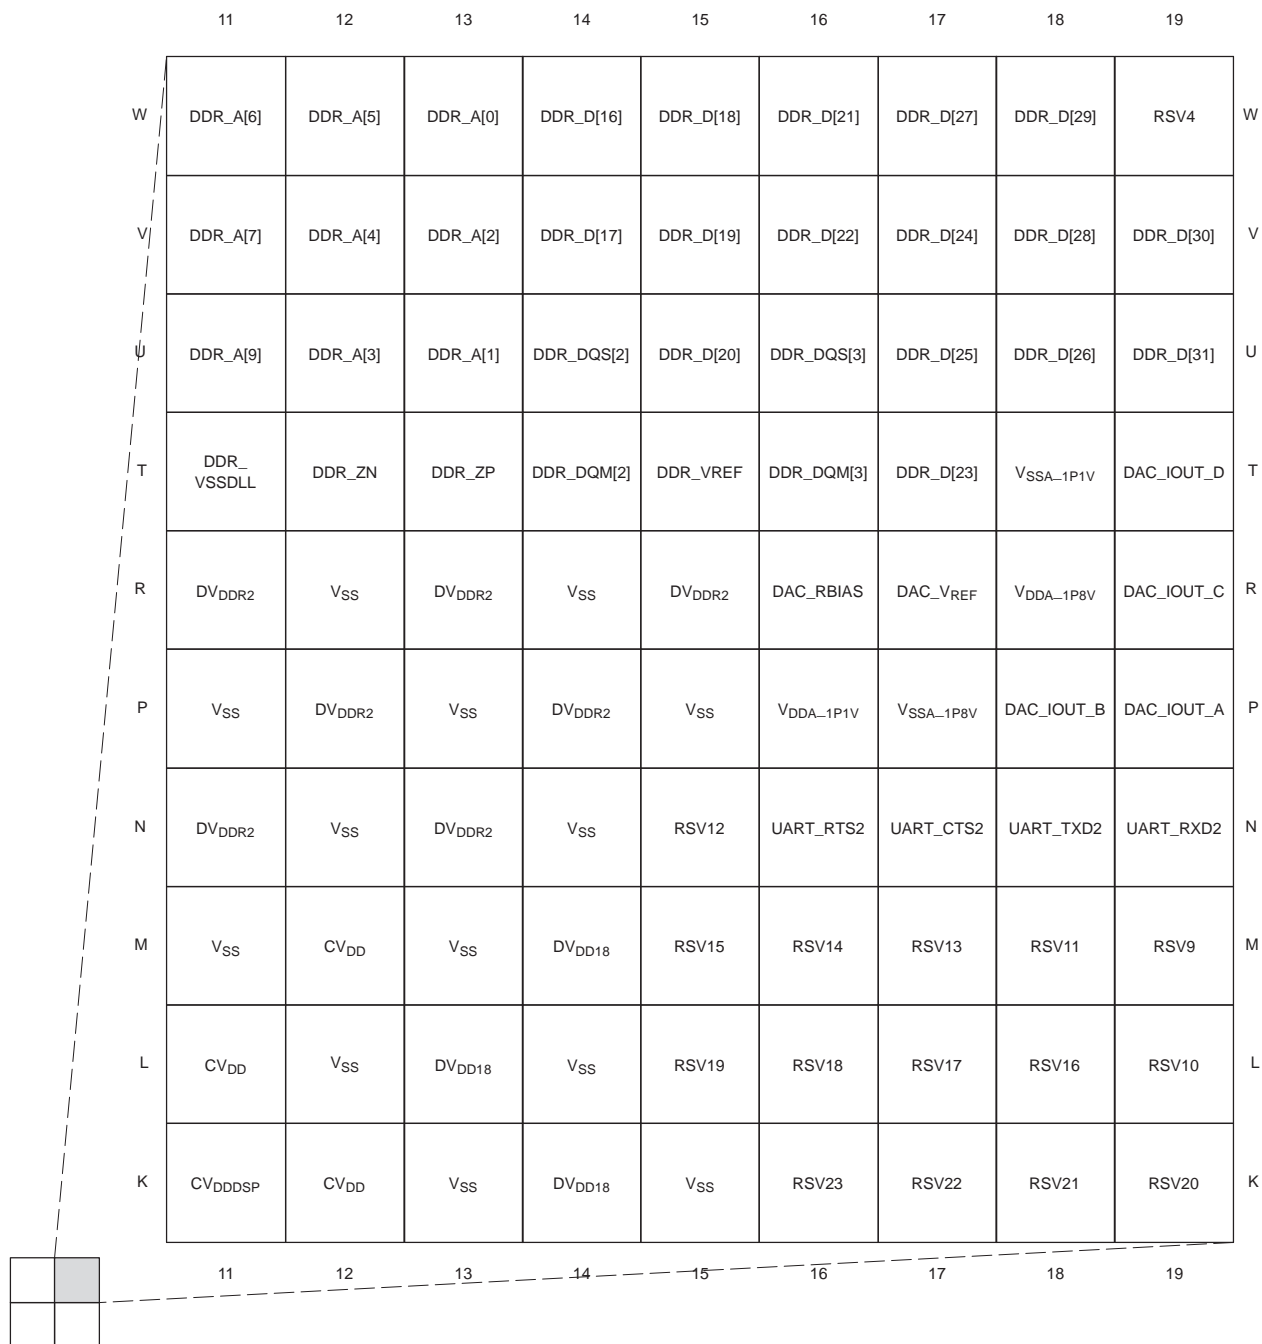 11 12 13 14 15 16 17 18 19
W DDR_A[6] DDR_A[5] DDR_A[0] DDR_D[16] DDR_D[18] DDR_D[21] DDR_D[27] DDR_D[29] RSV4 W
V DDR_A[7] DDR_A[4] DDR_A[2] DDR_D[17] DDR_D[19] DDR_D[22] DDR_D[24] DDR_D[28] DDR_D[30] V
U DDR_A[9] DDR_A[3] DDR_A[1] DDR_DQS[2] DDR_D[20] DDR_DQS[3] DDR_D[25] DDR_D[26] DDR_D[31] U
T DDR_VSSDLL DDR_ZN DDR_ZP DDR_DQM[2] DDR_VREF DDR_DQM[3] DDR_D[23] VSSA_1P1V DAC_IOUT_D T
R DVDDR2 VSS DVDDR2 VSS DVDDR2 DAC_RBIAS DAC_VREF VDDA_1P8V DAC_IOUT_C R
P VSS DVDDR2 VSS DVDDR2 VSS VDDA_1P1V VSSA_1P8V DAC_IOUT_B DAC_IOUT_A P
N DVDDR2 VSS DVDDR2 VSS RSV12 UART_RTS2 UART_CTS2 UART_TXD2 UART_RXD2 N
M VSS CVDD VSS DVDD18 RSV15 RSV14 RSV13 RSV11 RSV9 M
L CVDD VSS DVDD18 VSS RSV19 RSV18 RSV17 RSV16 RSV10 L
K CVDDDSP CVDD VSS DVDD18 VSS RSV23 RSV22 RSV21 RSV20 K
11 12 13 14 15 16 17 18 19